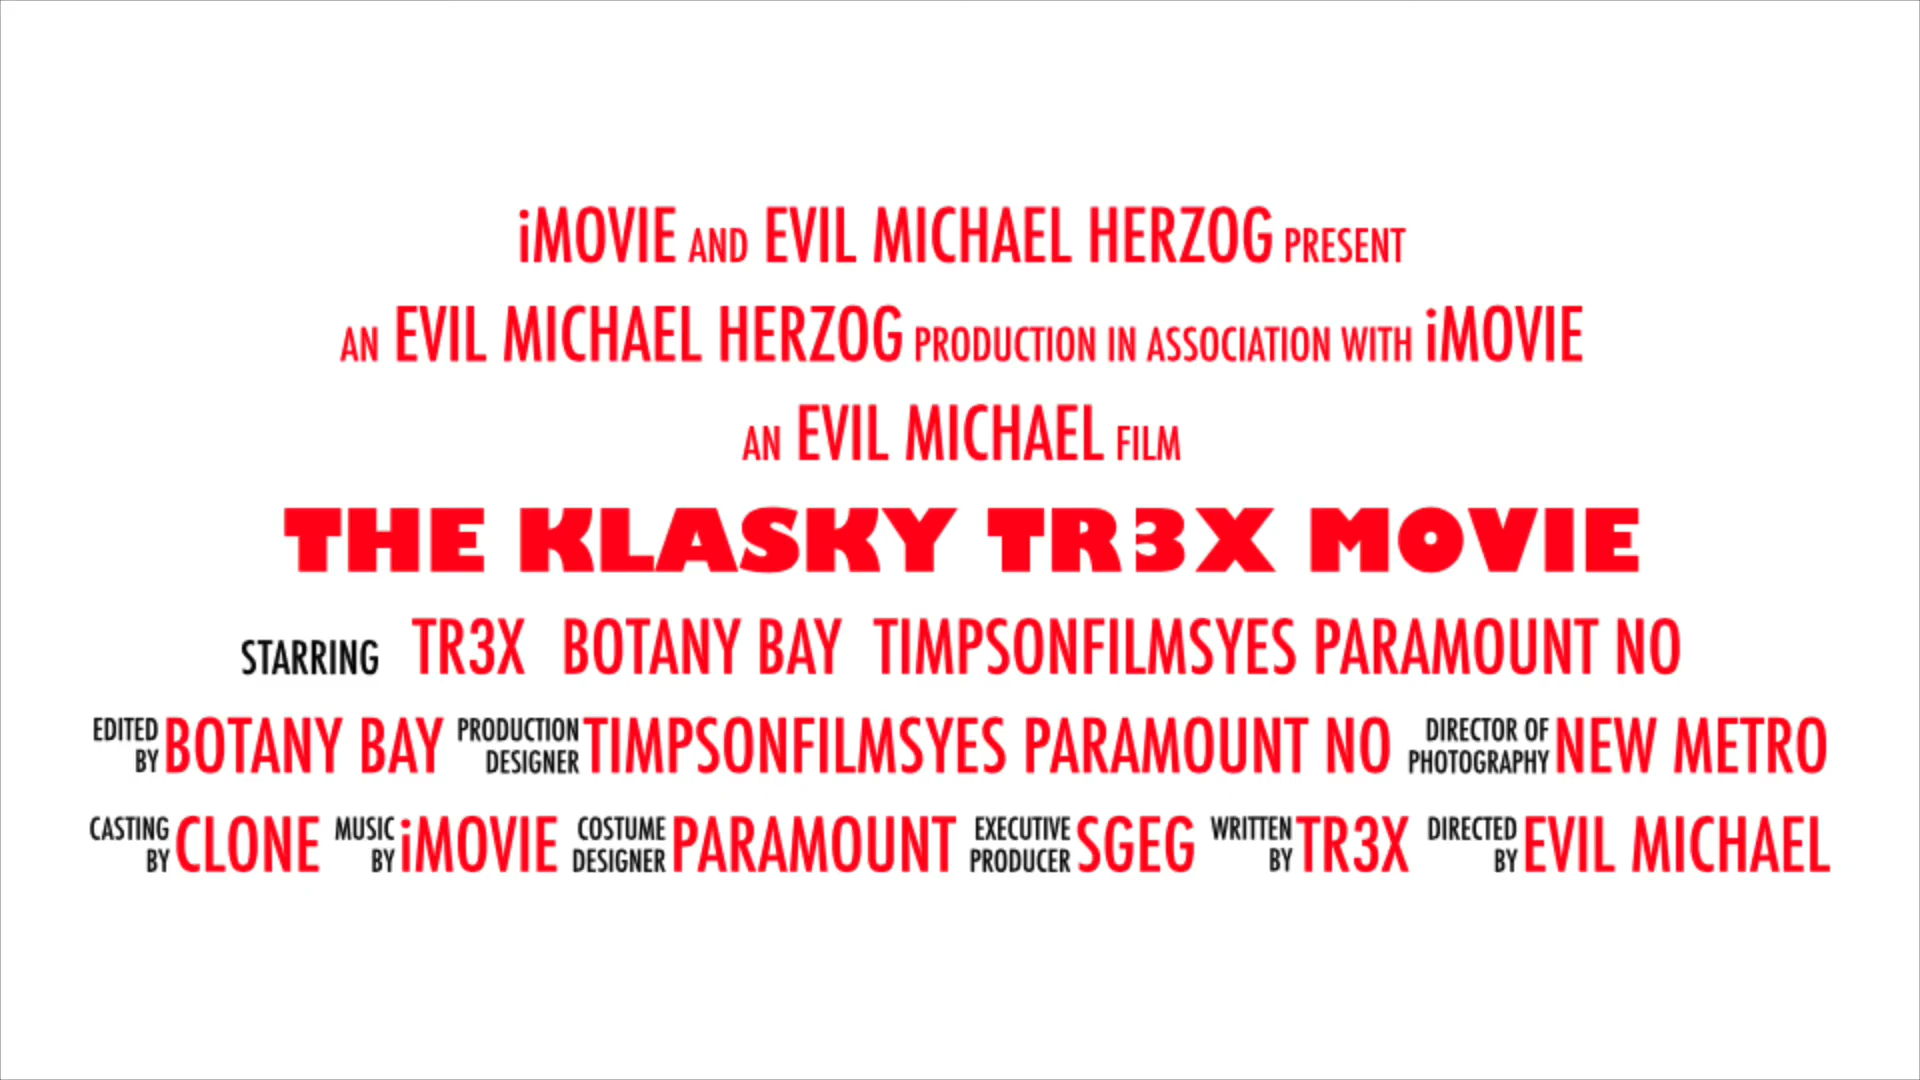 iMOVIE AND EVIL MICHAEL HERZOG PRESENT
AN EVIL MICHAEL HERZOG PRODUCTION IN ASSOCIATION WITH iMOVIE
AN EVIL MICHAEL FILM
THE KLASKY TR3X MOVIE
STARRING TR3X BOTANY BAY TIMPSONFILMSYES PARAMOUNT NO
EDITED BY BOTANY BAY PRODUCTION DESIGNER TIMPSONFILMSYES PARAMOUNT NO DIRECTOR OF PHOTOGRAPHY NEW METRO
CASTING BY CLONE MUSIC BY iMOVIE COSTUME DESIGNER PARAMOUNT EXECUTIVE PRODUCER SGEG WRITTEN BY TR3X DIRECTED BY EVIL MICHAEL